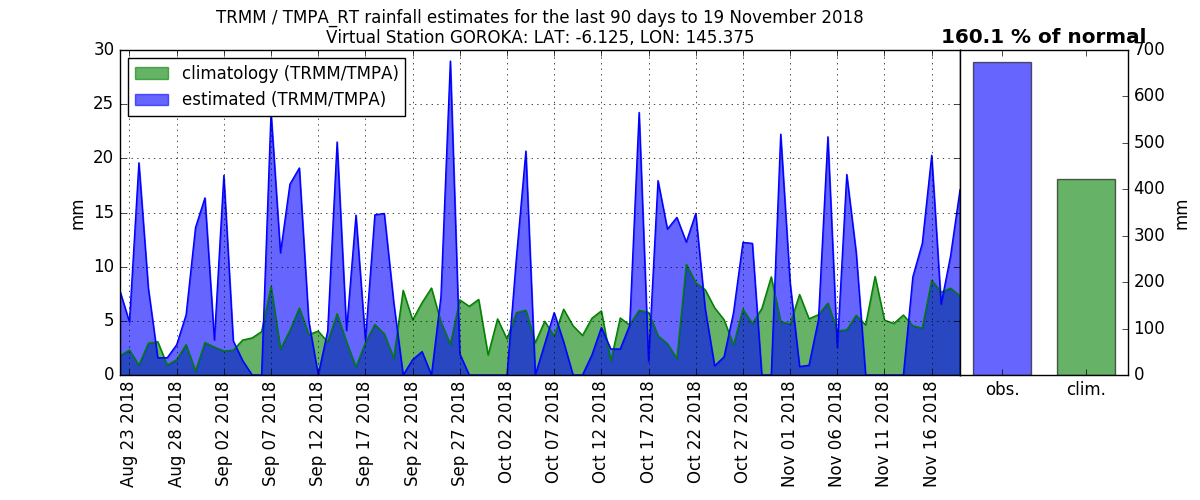 TRMM / TMPA_RT rainfall estimates for the last 90 days to 19 November 2018
Virtual Station GOROKA: LAT: -6.125, LON: 145.375
160.1 % of normal
climatology (TRMM/TMPA)
estimated (TRMM/TMPA)
30
25
20
15
10
5
0
mm
700
600
500
400
300
200
100
0
mm
obs. clim.
Aug 23 2018
Aug 28 2018
Sep 02 2018
Sep 07 2018
Sep 12 2018
Sep 17 2018
Sep 22 2018
Sep 27 2018
Oct 02 2018
Oct 07 2018
Oct 12 2018
Oct 17 2018
Oct 22 2018
Oct 27 2018
Nov 01 2018
Nov 06 2018
Nov 11 2018
Nov 16 2018